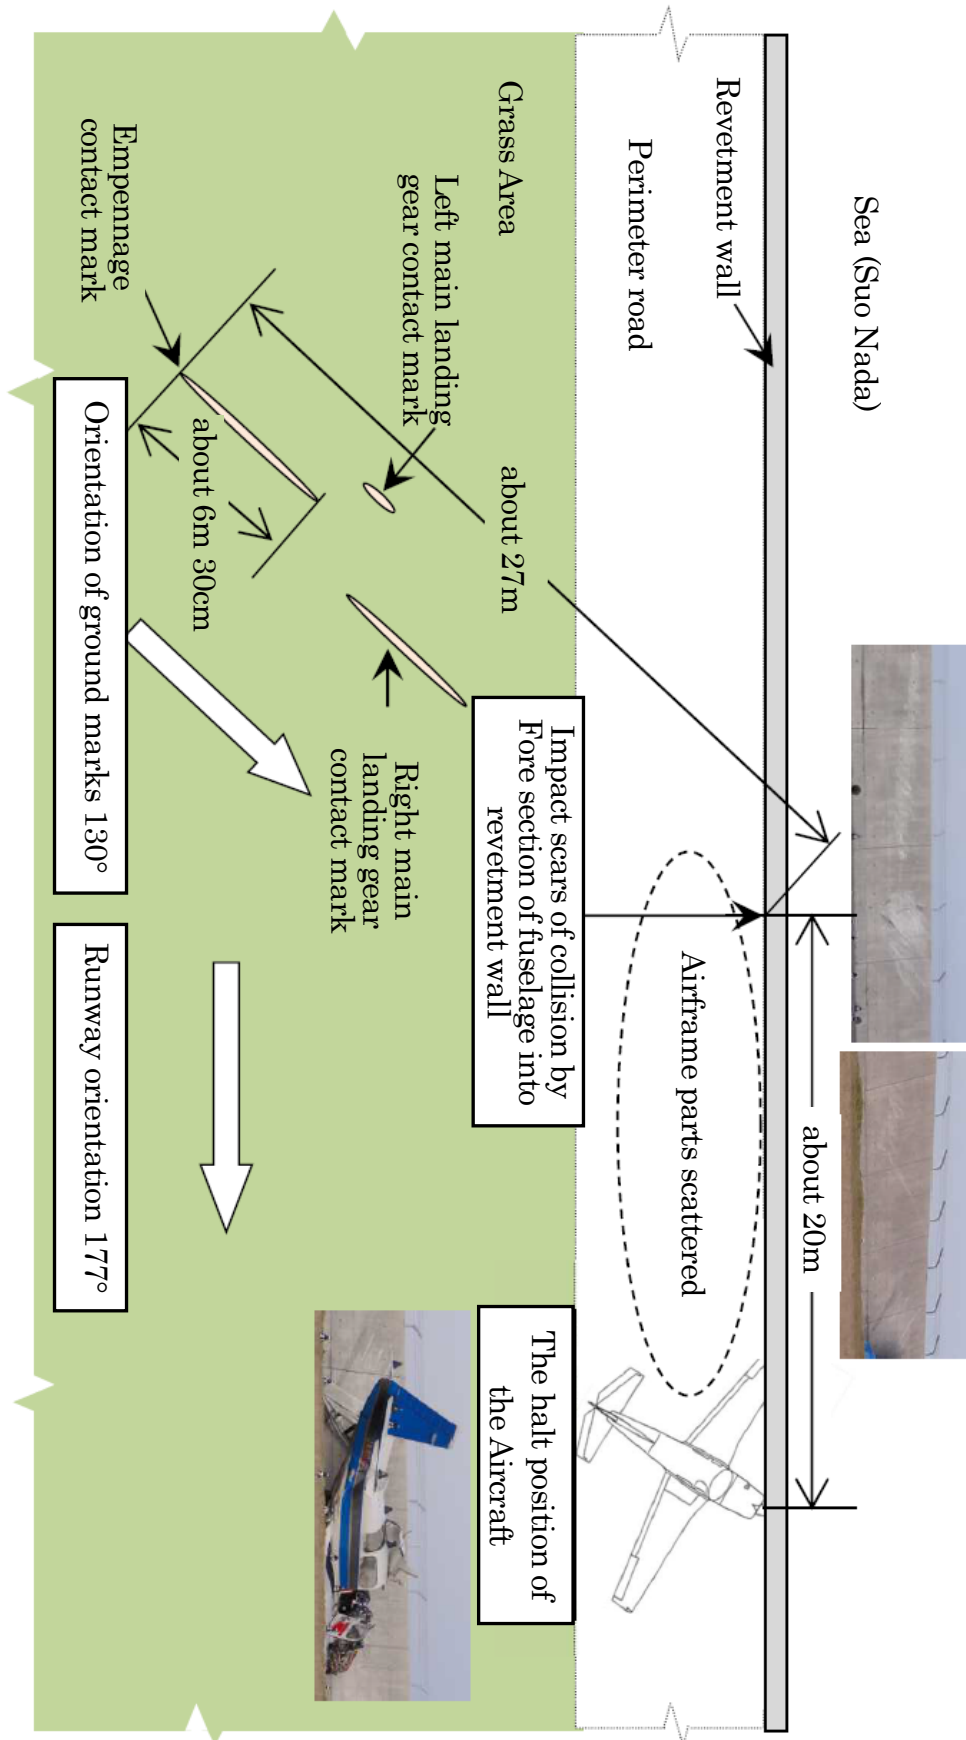 Sea (Suo Nada)
Revetment wall
Perimeter road
Grass Area
Left main landing
gear contact mark
Empennage
contact mark
about 27m
about 6m 30cm
Orientation of ground marks 130°
Right main
landing gear
contact mark
Impact scars of collision by
Fore section of fuselage into
revetment wall
Airframe parts scattered
about 20m
Runway orientation 177°
The halt position of
the Aircraft